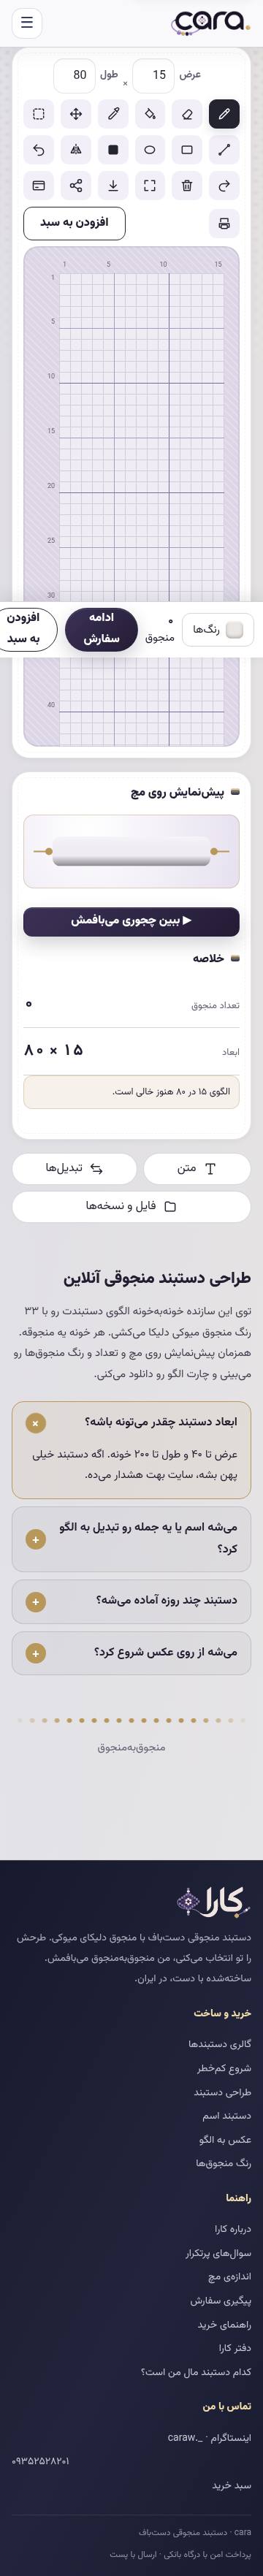 cara.
عرض 15 × طول 80
افزودن به سبد
1 5 10 15
1
5
10
15
20
25
30
رنگ‌ها
۰
منجوق
ادامه
سفارش
افزودن
به سبد
40
پیش‌نمایش روی مچ
▶ ببین چجوری می‌بافمش
خلاصه
تعداد منجوق ۰
ابعاد ۱۵ × ۸۰
الگوی ۱۵ در ۸۰ هنوز خالی است.
متن
تبدیل‌ها
فایل و نسخه‌ها
طراحی دستبند منجوقی آنلاین
توی این سازنده خونه‌به‌خونه الگوی دستبندت رو با ۳۳
رنگ منجوق میوکی دلیکا می‌کشی. هر خونه یه منجوقه.
همزمان پیش‌نمایش روی مچ و تعداد و رنگ منجوق‌ها رو
می‌بینی و چارت الگو رو دانلود می‌کنی.
ابعاد دستبند چقدر می‌تونه باشه؟
عرض تا ۴۰ و طول تا ۲۰۰ خونه. اگه دستبند خیلی
پهن بشه، سایت بهت هشدار می‌ده.
می‌شه اسم یا یه جمله رو تبدیل به الگو
کرد؟
دستبند چند روزه آماده می‌شه؟
می‌شه از روی عکس شروع کرد؟
منجوق‌به‌منجوق
کارا
دستبند منجوقی دست‌باف با منجوق دلیکای میوکی. طرحش
را تو انتخاب می‌کنی، من منجوق‌به‌منجوق می‌بافمش.
ساخته‌شده با دست، در ایران.
خرید و ساخت
گالری دستبندها
شروع کم‌خطر
طراحی دستبند
دستبند اسم
عکس به الگو
رنگ منجوق‌ها
راهنما
درباره کارا
سوال‌های پرتکرار
اندازه‌ی مچ
پیگیری سفارش
راهنمای خرید
دفتر کارا
کدام دستبند مال من است؟
تماس با من
اینستاگرام · caraw._
۰۹۳۵۲۵۲۸۲۰۱
سبد خرید
cara · دستبند منجوقی دست‌باف
پرداخت امن با درگاه بانکی · ارسال با پست